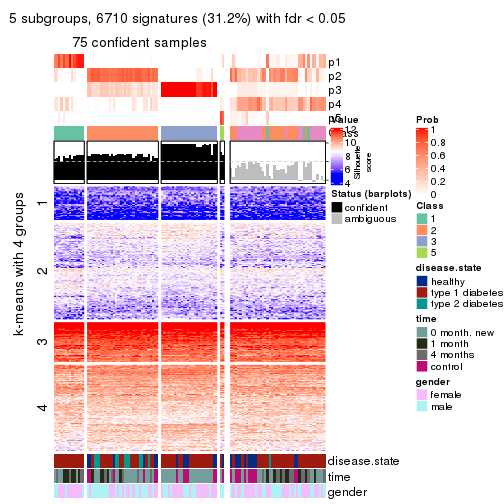 5 subgroups, 6710 signatures (31.2%) with fdr < 0.05
75 confident samples
p1
p2
p3
p4
p5
Class
Value
12
10
8
6
4
Silhouette
score
Status (barplots)
confident
ambiguous
Prob
1
0.8
0.6
0.4
0.2
0
Class
1
2
3
5
disease.state
healthy
type 1 diabetes
type 2 diabetes
time
0 month. new
1 month
4 months
control
gender
female
male
k-means with 4 groups
1
2
3
4
disease.state
time
gender